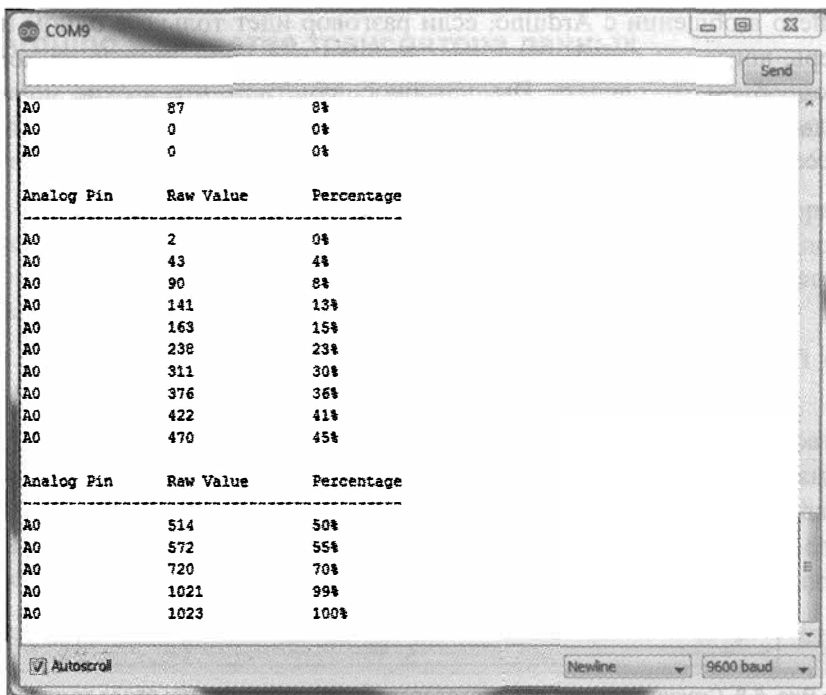 COM9
Send
A0 87 8%
A0 0 0%
A0 0 0%
Analog Pin Raw Value Percentage
------------------------------------------
A0 2 0%
A0 43 4%
A0 90 8%
A0 141 13%
A0 163 15%
A0 238 23%
A0 311 30%
A0 376 36%
A0 422 41%
A0 470 45%
Analog Pin Raw Value Percentage
------------------------------------------
A0 514 50%
A0 572 55%
A0 720 70%
A0 1021 99%
A0 1023 100%
Autoscroll Newline 9600 baud